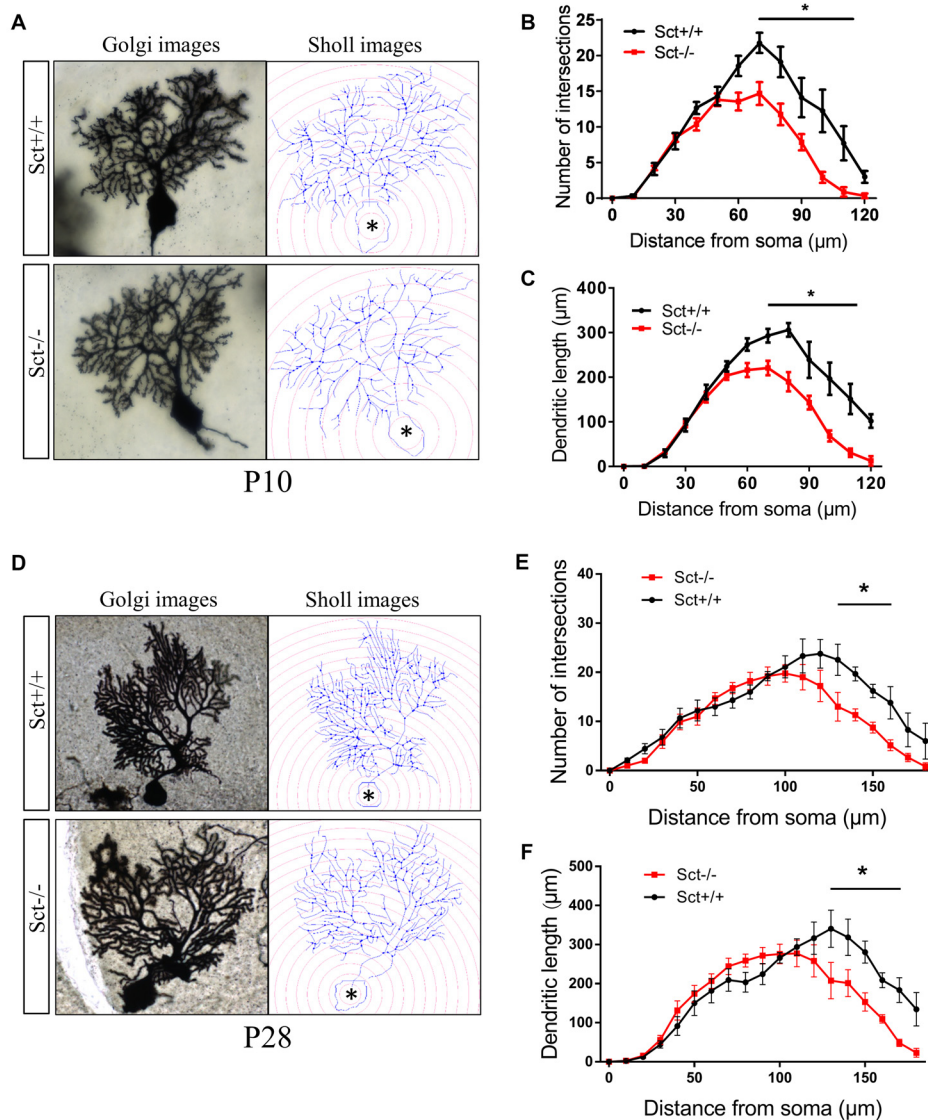 A
Golgi images
Sholl images
Sct+/+
*
Sct-/-
*
P10
B
Sct+/+
Sct-/-
*
Number of intersections
25
20
15
10
5
0
0 30 60 90 120
Distance from soma (µm)
C
Sct+/+
Sct-/-
*
Dendritic length (µm)
400
300
200
100
0
0 30 60 90 120
Distance from soma (µm)
D
Golgi images
Sholl images
Sct+/+
*
Sct-/-
*
P28
E
Sct-/-
Sct+/+
*
Number of intersections
40
30
20
10
0
0 50 100 150
Distance from soma (µm)
F
Sct-/-
Sct+/+
*
Dendritic length (µm)
500
400
300
200
100
0
0 50 100 150
Distance from soma (µm)